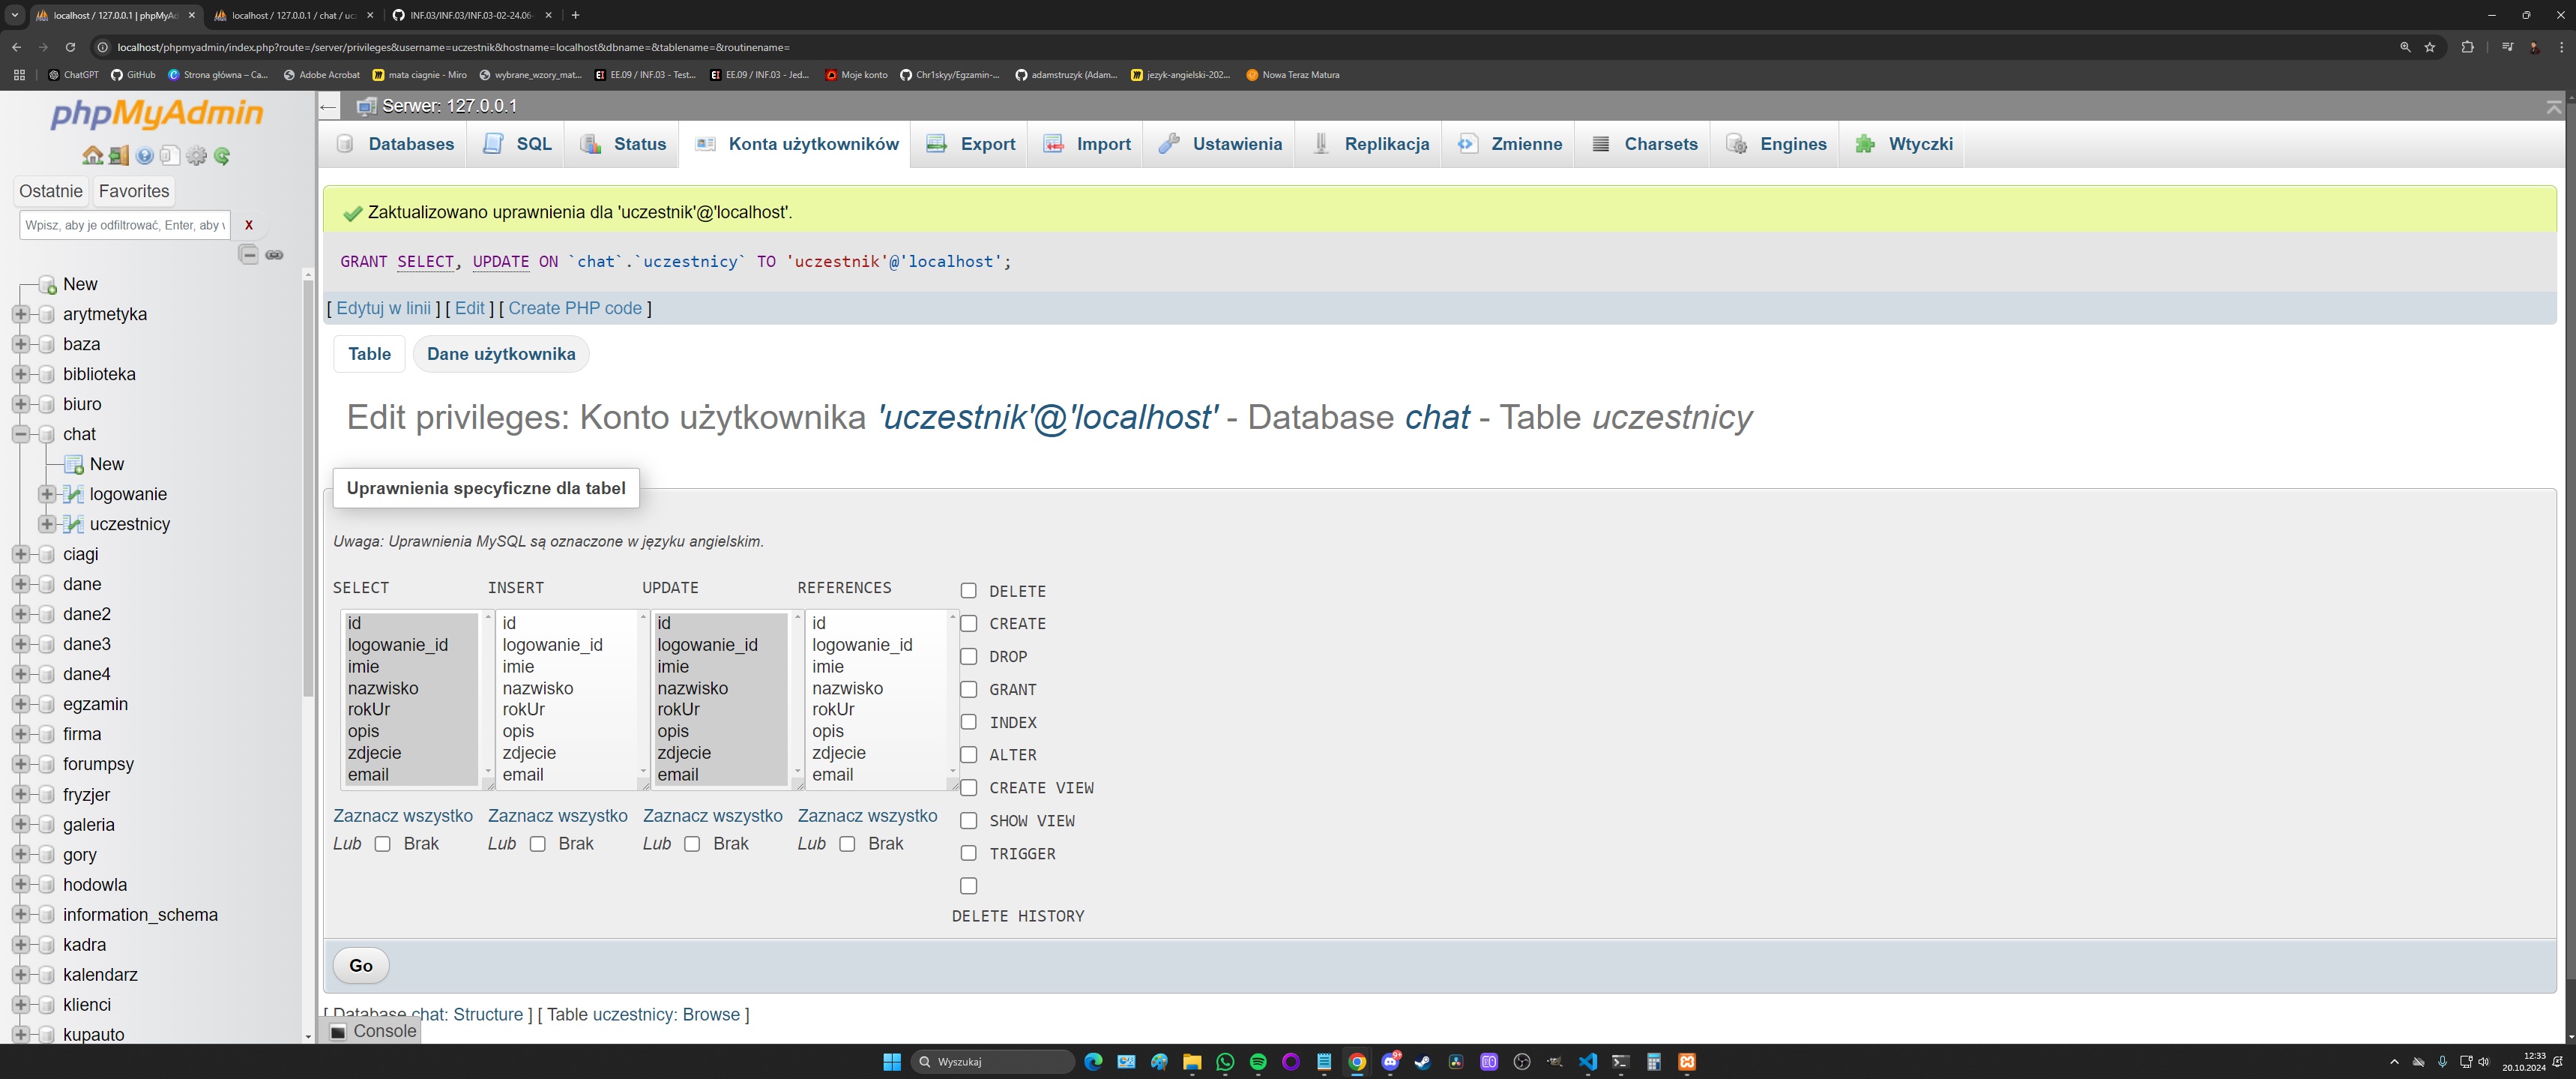 localhost / 127.0.0.1 | phpMyAd
localhost / 127.0.0.1 / chat / uc
INF.03/INF.03/INF.03-02-24.06-
localhost/phpmyadmin/index.php?route=/server/privileges&username=uczestnik&hostname=localhost&dbname=&tablename=&routinename=
ChatGPT GitHub Strona główna – Ca... Adobe Acrobat mata ciagnie - Miro wybrane_wzory_mat... EE.09 / INF.03 - Test... EE.09 / INF.03 - Jed... Moje konto Chr1skyy/Egzamin-... adamstruzyk (Adam... jezyk-angielski-202... Nowa Teraz Matura
phpMyAdmin
Ostatnie Favorites
Wpisz, aby je odfiltrować, Enter, aby
X
New
arytmetyka
baza
biblioteka
biuro
chat
New
logowanie
uczestnicy
ciagi
dane
dane2
dane3
dane4
egzamin
firma
forumpsy
fryzjer
galeria
gory
hodowla
information_schema
kadra
kalendarz
klienci
kupauto
Serwer: 127.0.0.1
Databases SQL Status Konta użytkowników Export Import Ustawienia Replikacja Zmienne Charsets Engines Wtyczki
Zaktualizowano uprawnienia dla 'uczestnik'@'localhost'.
GRANT SELECT, UPDATE ON `chat`.`uczestnicy` TO 'uczestnik'@'localhost';
[ Edytuj w linii ] [ Edit ] [ Create PHP code ]
Table Dane użytkownika
Edit privileges: Konto użytkownika 'uczestnik'@'localhost' - Database chat - Table uczestnicy
Uprawnienia specyficzne dla tabel
Uwaga: Uprawnienia MySQL są oznaczone w języku angielskim.
SELECT
id
logowanie_id
imie
nazwisko
rokUr
opis
zdjecie
email
Zaznacz wszystko
Lub Brak
INSERT
id
logowanie_id
imie
nazwisko
rokUr
opis
zdjecie
email
Zaznacz wszystko
Lub Brak
UPDATE
id
logowanie_id
imie
nazwisko
rokUr
opis
zdjecie
email
Zaznacz wszystko
Lub Brak
REFERENCES
id
logowanie_id
imie
nazwisko
rokUr
opis
zdjecie
email
Zaznacz wszystko
Lub Brak
DELETE
CREATE
DROP
GRANT
INDEX
ALTER
CREATE VIEW
SHOW VIEW
TRIGGER
DELETE HISTORY
Go
[ Database chat: Structure ] [ Table uczestnicy: Browse ]
Console
Wyszukaj
9+
12:33
20.10.2024